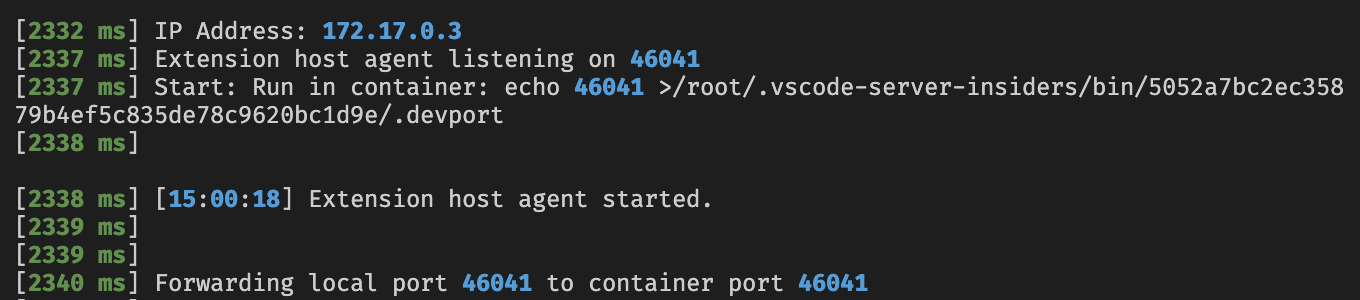 [2332 ms] IP Address: 172.17.0.3
[2337 ms] Extension host agent listening on 46041
[2337 ms] Start: Run in container: echo 46041 >/root/.vscode-server-insiders/bin/5052a7bc2ec358
79b4ef5c835de78c9620bc1d9e/.devport
[2338 ms]
[2338 ms] [15:00:18] Extension host agent started.
[2339 ms]
[2339 ms]
[2340 ms] Forwarding local port 46041 to container port 46041